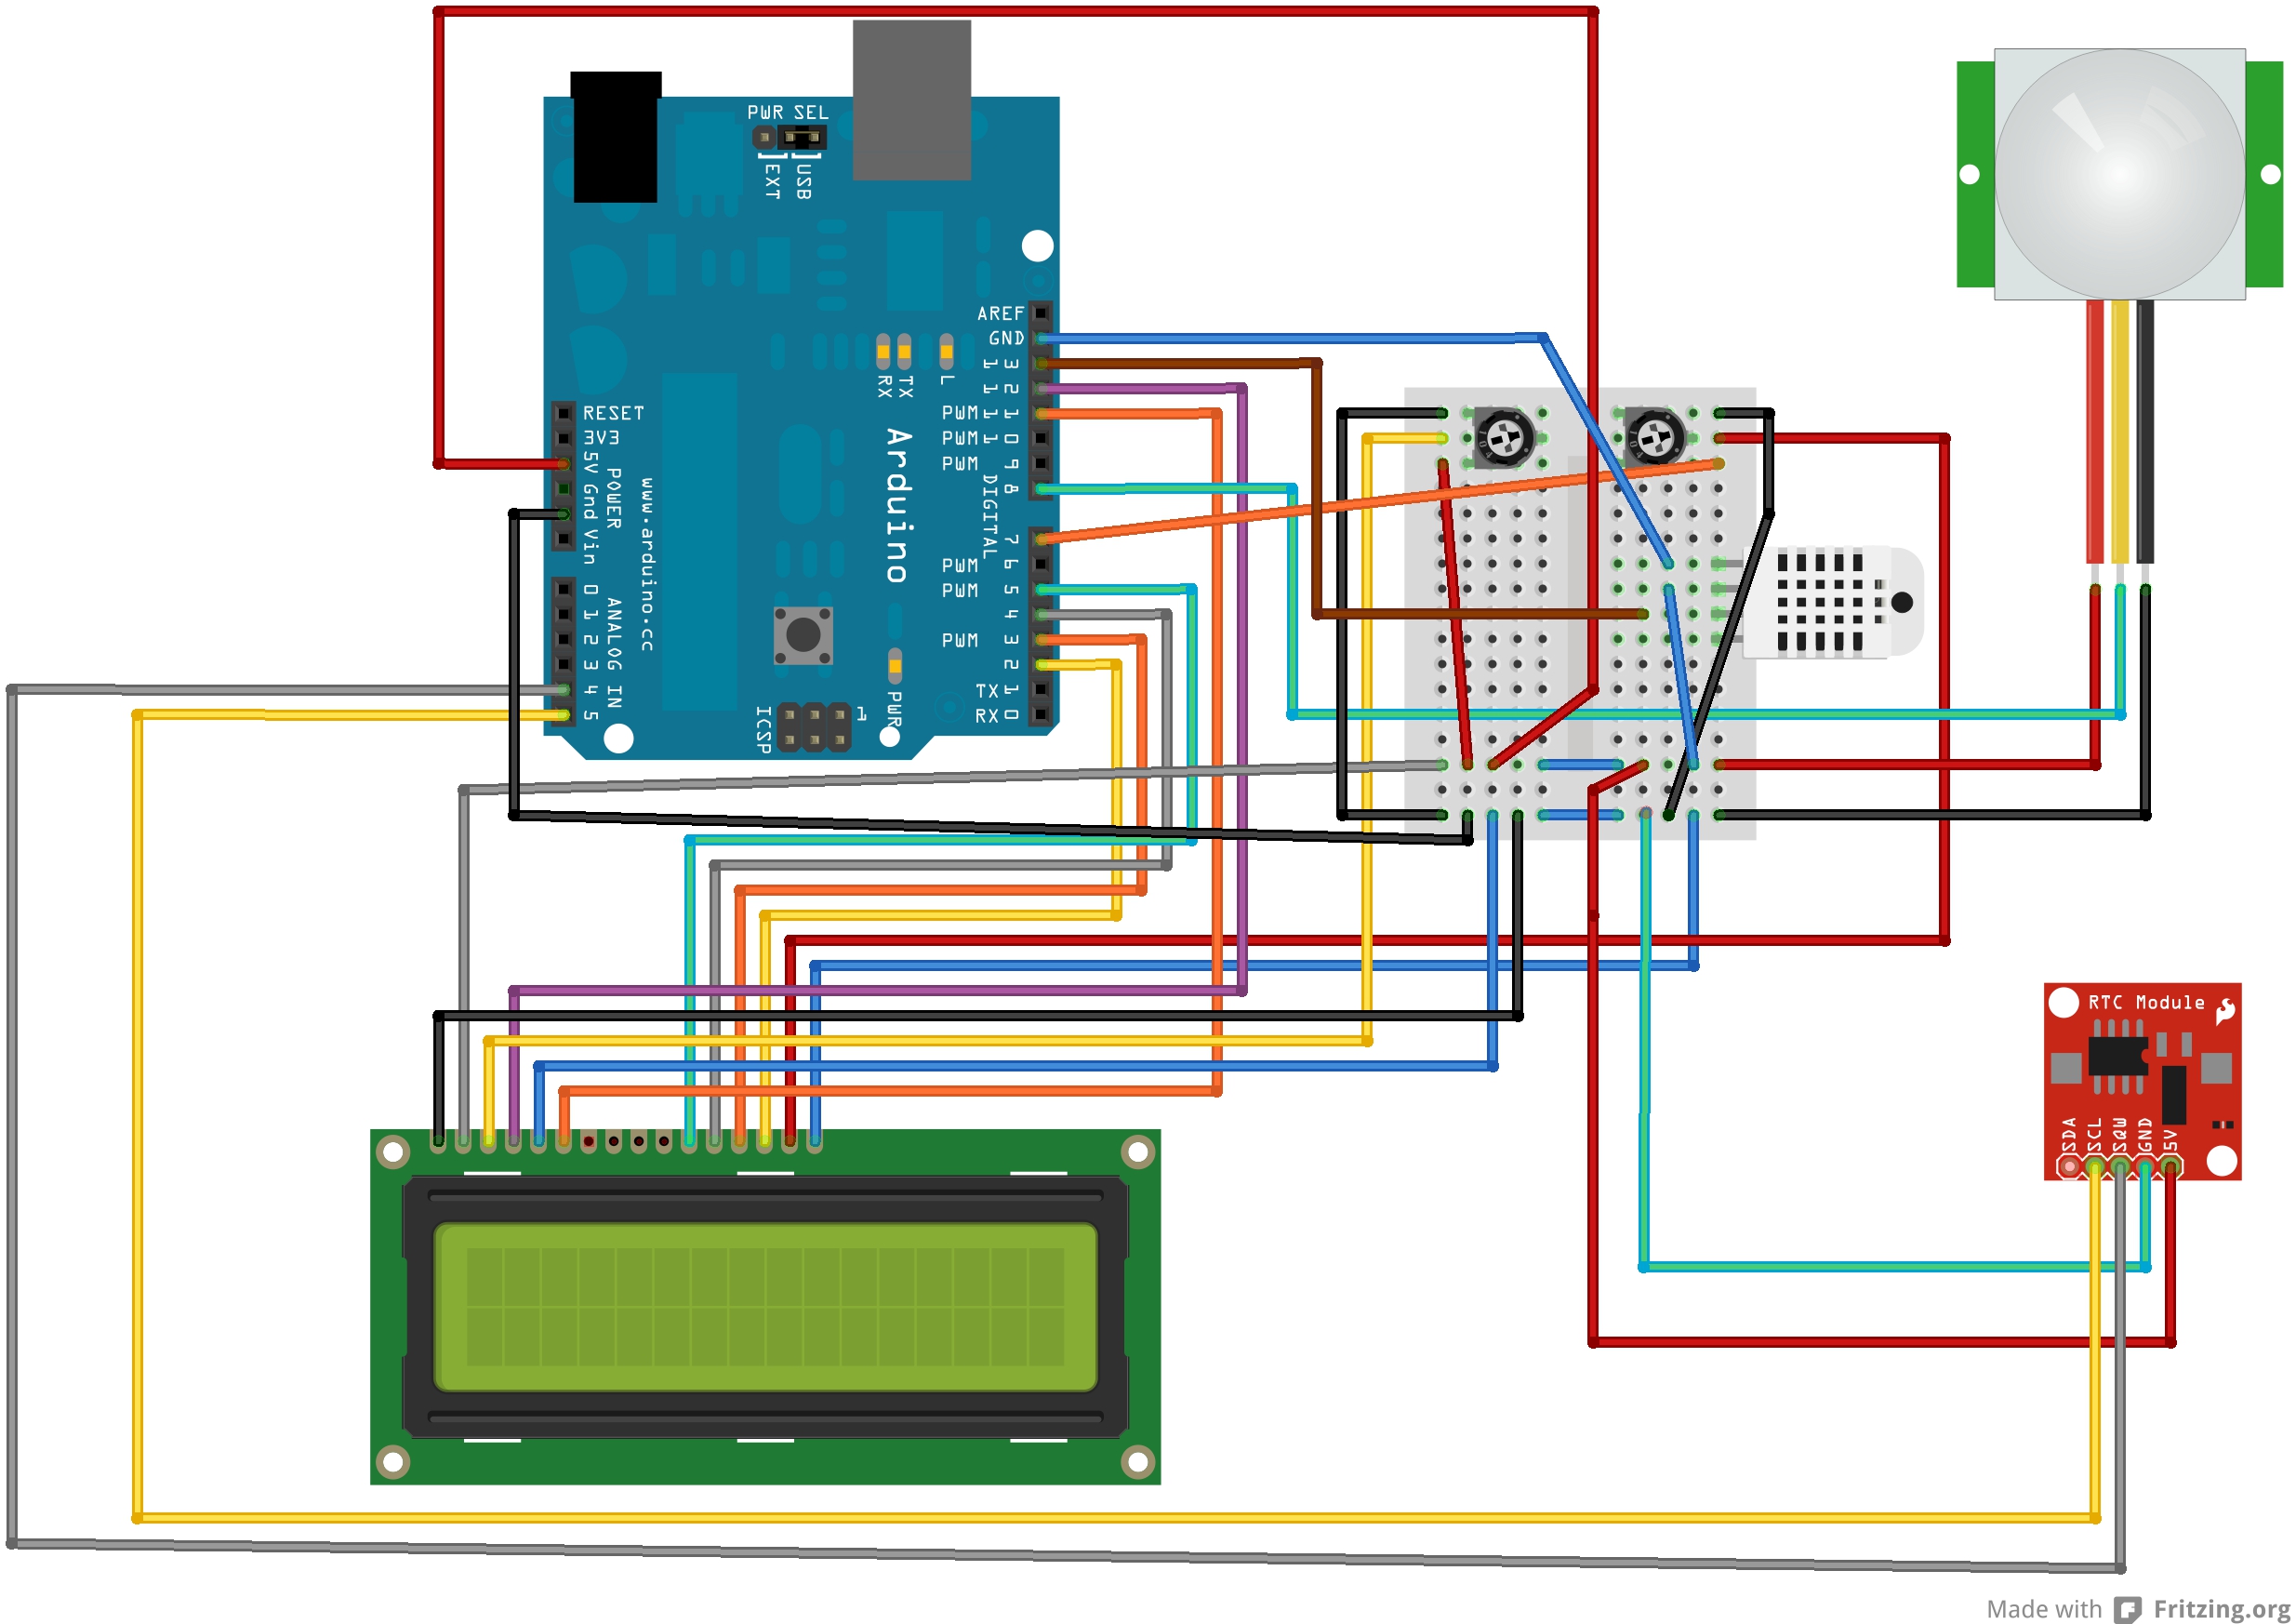 PWR SEL
EXT
USB
AREF
GND
13
12
RX
TX
L
RESET
3V3
5V
Gnd
Vin
POWER
www.arduino.cc
Arduino
PWM 11
PWM 10
PWM 9
8
DIGITAL
7
PWM 6
PWM 5
4
PWM 3
2
TX 1
RX 0
0
1
2
3
4
5
ANALOG IN
ICSP
1
PWR
RTC Module
SDA
SCL
SQW
GND
5V
Made with Fritzing.org